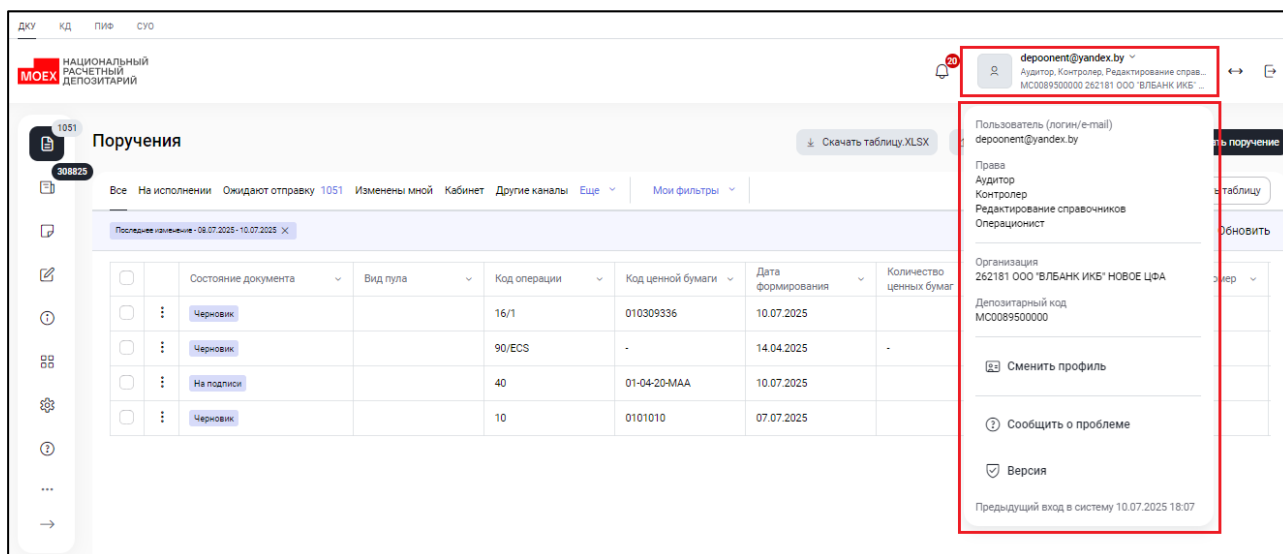 ДКУ КД ПИФ СУО
MOEX НАЦИОНАЛЬНЫЙ РАСЧЕТНЫЙ ДЕПОЗИТАРИЙ
20
depoonent@yandex.by
Аудитор, Контролер, Редактирование справ...
MC0089500000 262181 ООО "ВЛБАНК ИКБ" ...
1051
308825
Поручения
Скачать таблицу.XLSX
ть поручение
Все На исполнении Ожидают отправку 1051 Изменены мной Кабинет Другие каналы Еще Мои фильтры
ь таблицу
Последнее изменение - 08.07.2025 - 10.07.2025
Обновить
Состояние документа Вид пула Код операции Код ценной бумаги Дата формирования Количество ценных бумаг омер
Черновик 16/1 010309336 10.07.2025
Черновик 90/ECS - 14.04.2025 -
На подписи 40 01-04-20-MAA 10.07.2025
Черновик 10 0101010 07.07.2025
Пользователь (логин/e-mail)
depoonent@yandex.by
Права
Аудитор
Контролер
Редактирование справочников
Операционист
Организация
262181 ООО "ВЛБАНК ИКБ" НОВОЕ ЦФА
Депозитарный код
MC0089500000
Сменить профиль
Сообщить о проблеме
Версия
Предыдущий вход в систему 10.07.2025 18:07